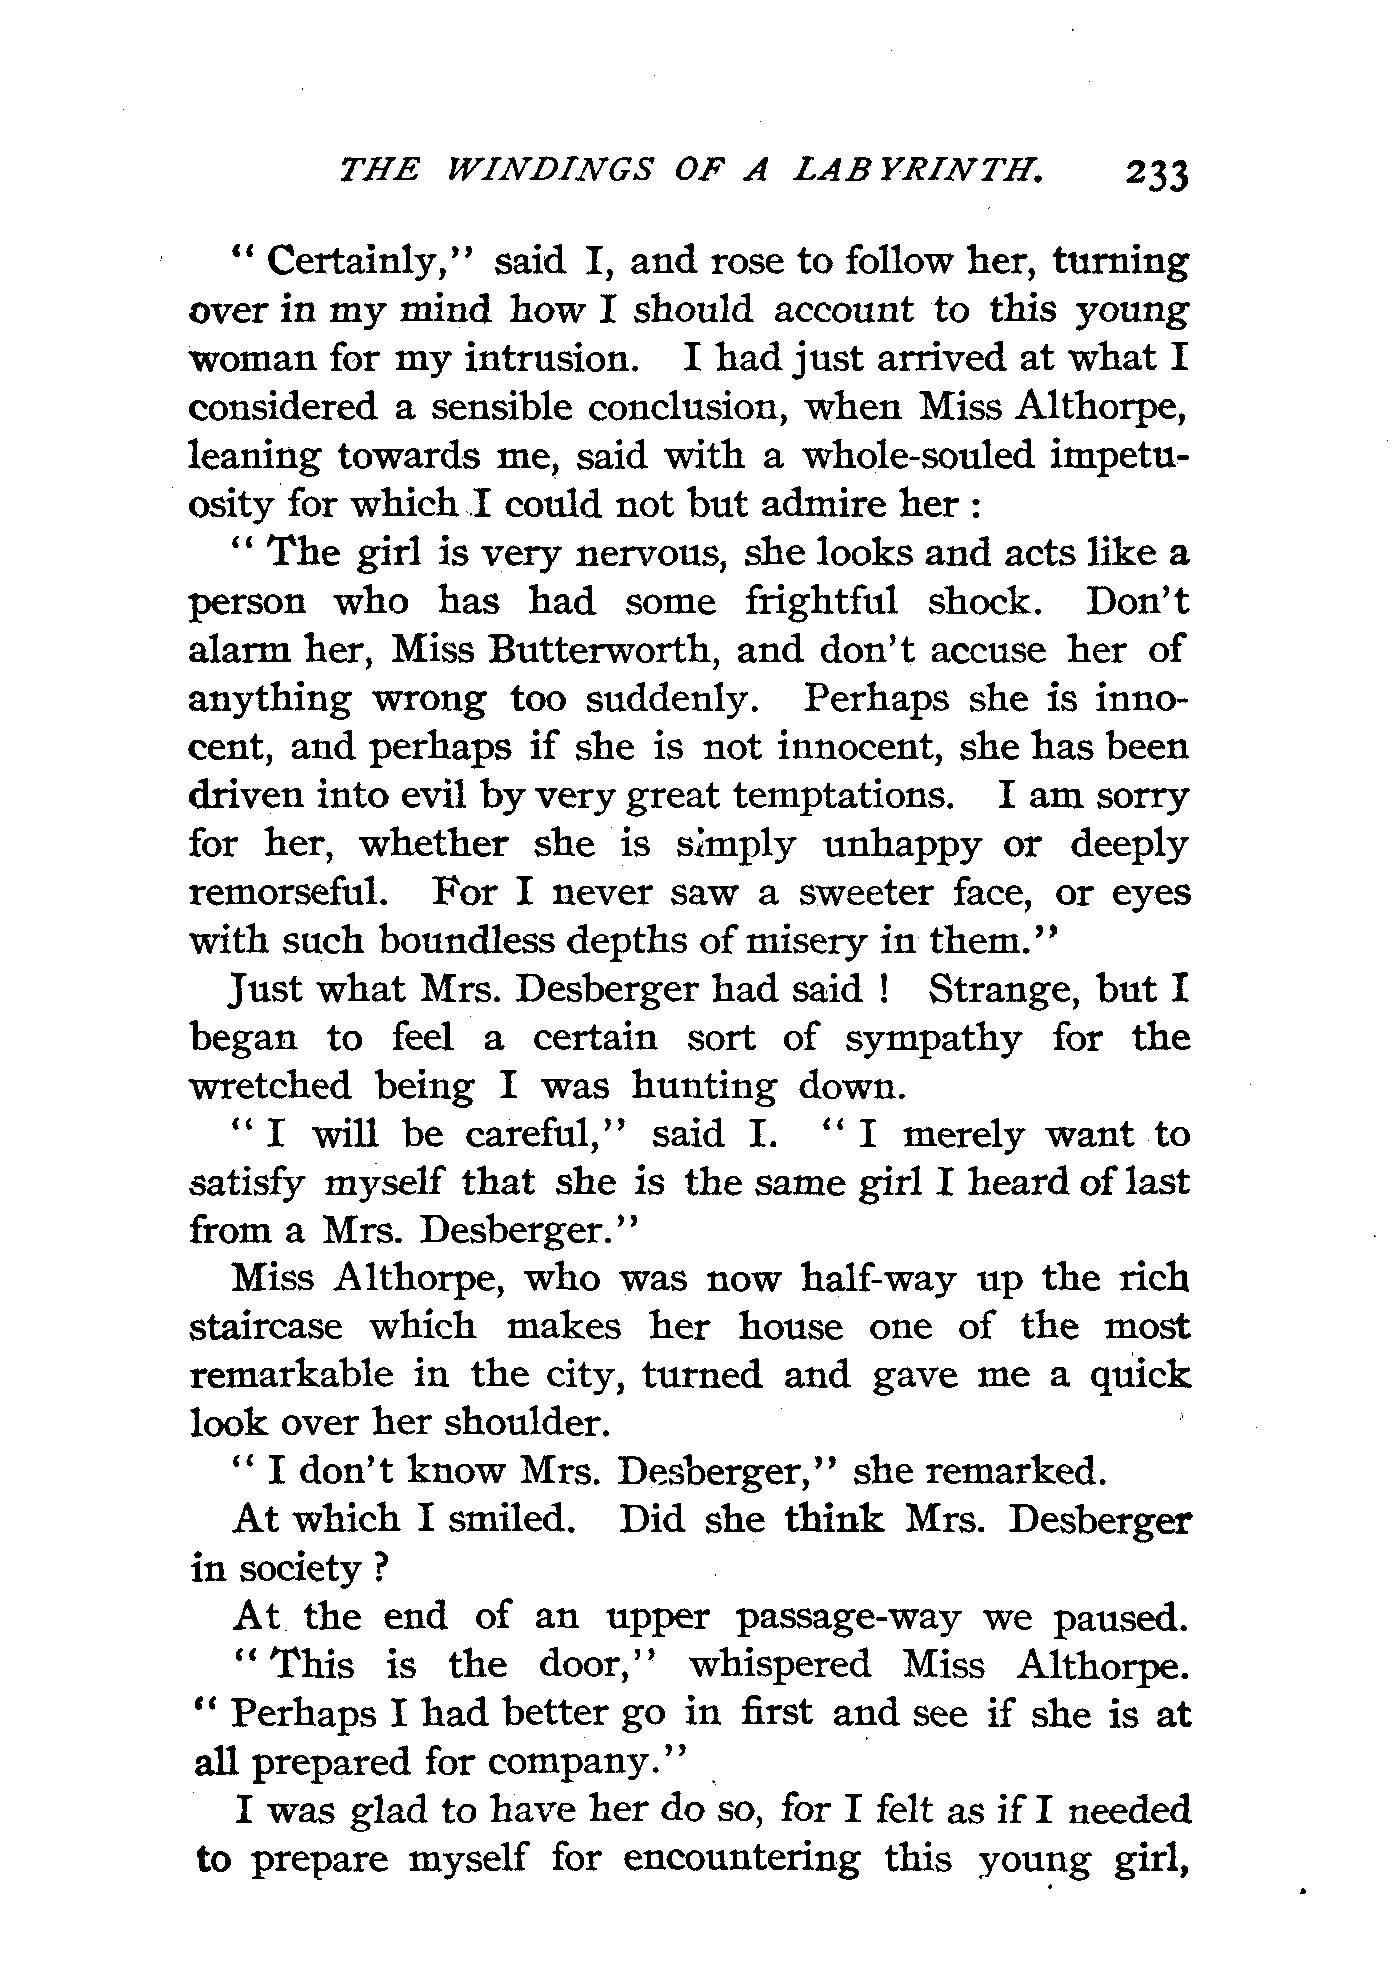 THE WINDINGS OF A LABYRINTH. 233
“ Certainly,” said I, and rose to follow her, turning
over in my mind how I should account to this young
woman for my intrusion. I had just arrived at what I
considered a sensible conclusion, when Miss Althorpe,
leaning towards me, said with a whole-souled impetu-
osity for which I could not but admire her :
“ The girl is very nervous, she looks and acts like a
person who has had some frightful shock. Don’t
alarm her, Miss Butterworth, and don’t accuse her of
anything wrong too suddenly. Perhaps she is inno-
cent, and perhaps if she is not innocent, she has been
driven into evil by very great temptations. I am sorry
for her, whether she is simply unhappy or deeply
remorseful. For I never saw a sweeter face, or eyes
with such boundless depths of misery in them.”
Just what Mrs. Desberger had said ! Strange, but I
began to feel a certain sort of sympathy for the
wretched being I was hunting down.
“ I will be careful,” said I. “ I merely want to
satisfy myself that she is the same girl I heard of last
from a Mrs. Desberger.”
Miss Althorpe, who was now half-way up the rich
staircase which makes her house one of the most
remarkable in the city, turned and gave me a quick
look over her shoulder.
“ I don’t know Mrs. Desberger,” she remarked.
At which I smiled. Did she think Mrs. Desberger
in society ?
At the end of an upper passage-way we paused.
“ This is the door,” whispered Miss Althorpe.
“ Perhaps I had better go in first and see if she is at
all prepared for company.”
I was glad to have her do so, for I felt as if I needed
to prepare myself for encountering this young girl,